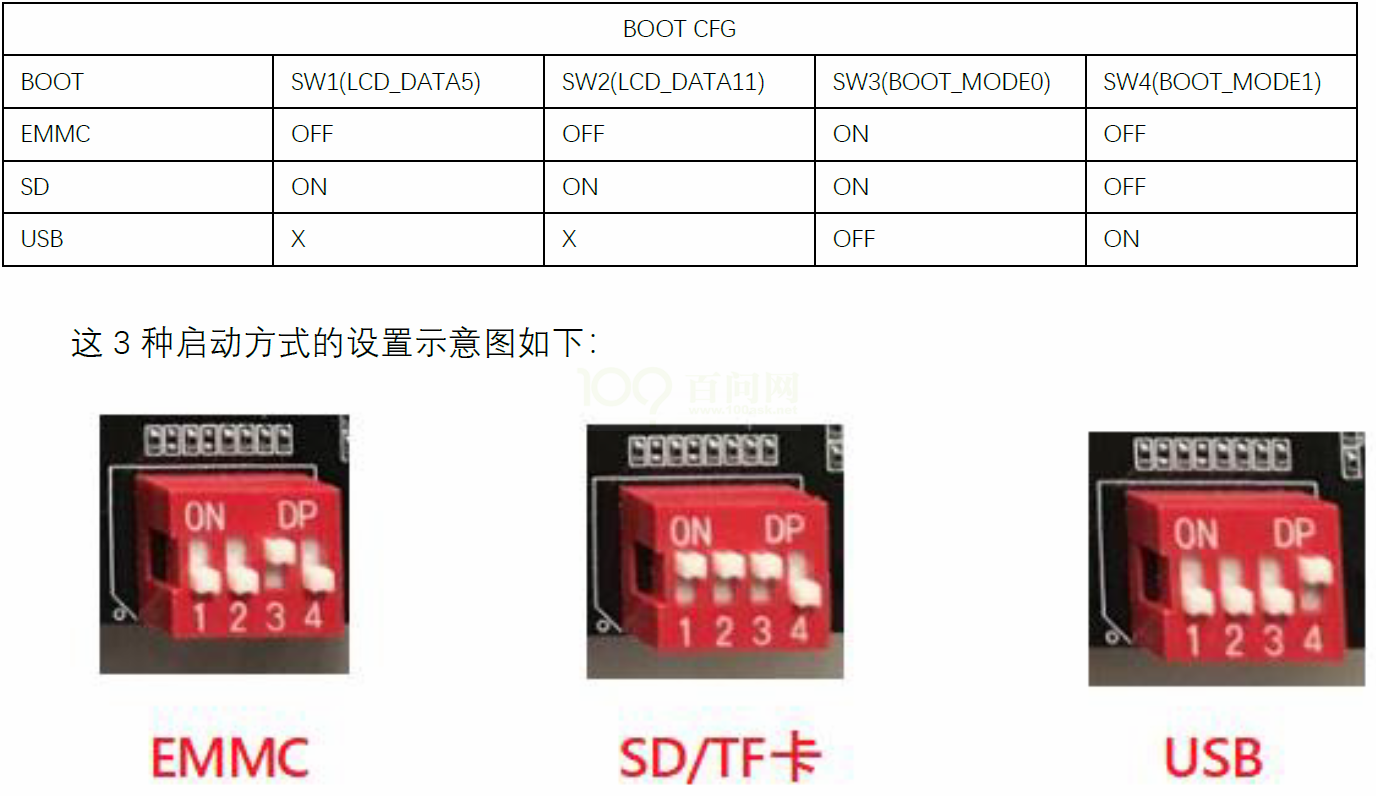 BOOT CFG
BOOT SW1(LCD_DATA5) SW2(LCD_DATA11) SW3(BOOT_MODE0) SW4(BOOT_MODE1)
EMMC OFF OFF ON OFF
SD ON ON ON OFF
USB X X OFF ON
这 3 种启动方式的设置示意图如下：
100 百问网
ON DP
1 2 3 4
ON DP
1 2 3 4
ON DP
1 2 3 4
EMMC SD/TF卡 USB